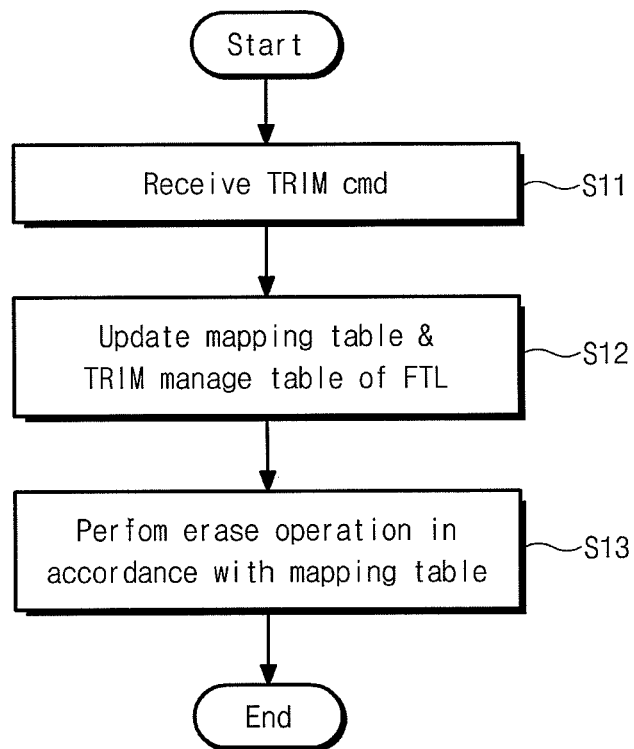 Start
Receive TRIM cmd
S11
Update mapping table &
TRIM manage table of FTL
S12
Perfom erase operation in
accordance with mapping table
S13
End